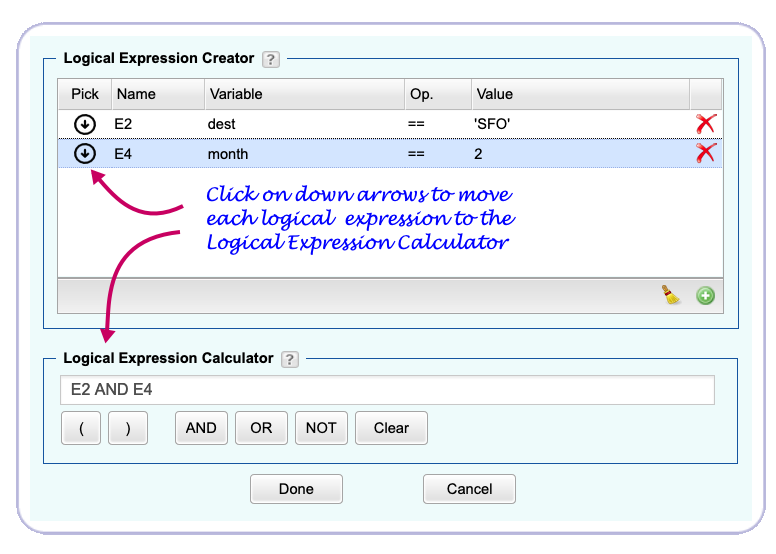 Logical Expression Creator ?
Pick Name Variable Op. Value
E2 dest == 'SFO'
E4 month == 2
Click on down arrows to move
each logical expression to the
Logical Expression Calculator
Logical Expression Calculator ?
E2 AND E4
( ) AND OR NOT Clear
Done Cancel